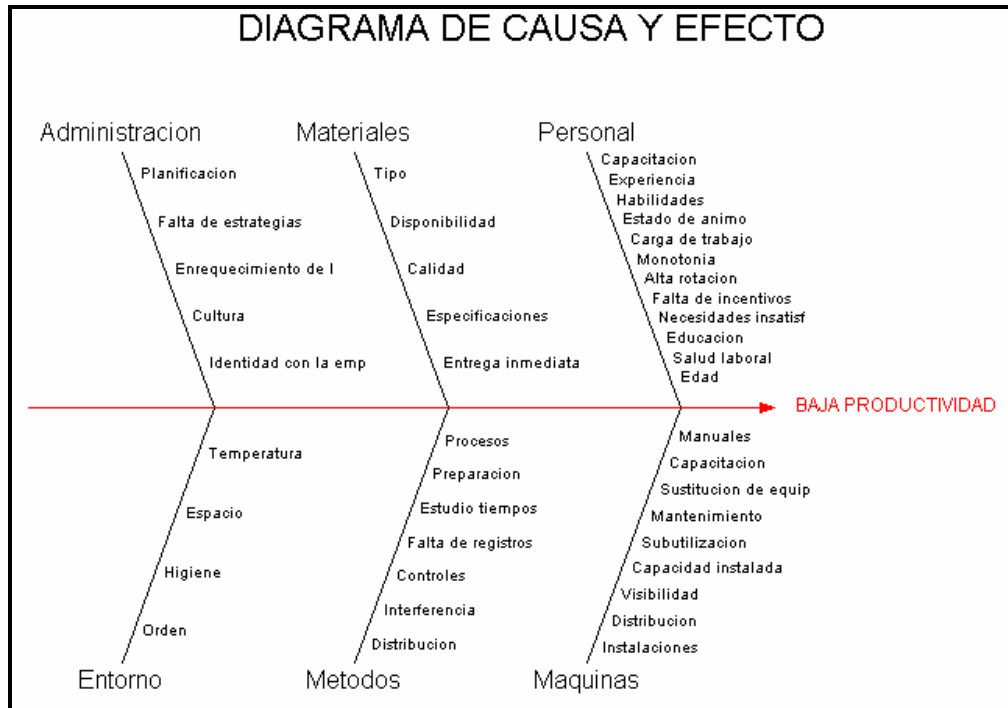 DIAGRAMA DE CAUSA Y EFECTO
Administracion
Planificacion
Falta de estrategias
Enrequecimiento de l
Cultura
Identidad con la emp
Materiales
Tipo
Disponibilidad
Calidad
Especificaciones
Entrega inmediata
Personal
Capacitacion
Experiencia
Habilidades
Estado de animo
Carga de trabajo
Monotonia
Alta rotacion
Falta de incentivos
Necesidades insatisf
Educacion
Salud laboral
Edad
BAJA PRODUCTIVIDAD
Temperatura
Espacio
Higiene
Orden
Entorno
Procesos
Preparacion
Estudio tiempos
Falta de registros
Controles
Interferencia
Distribucion
Metodos
Manuales
Capacitacion
Sustitucion de equip
Mantenimiento
Subutilizacion
Capacidad instalada
Visibilidad
Distribucion
Instalaciones
Maquinas